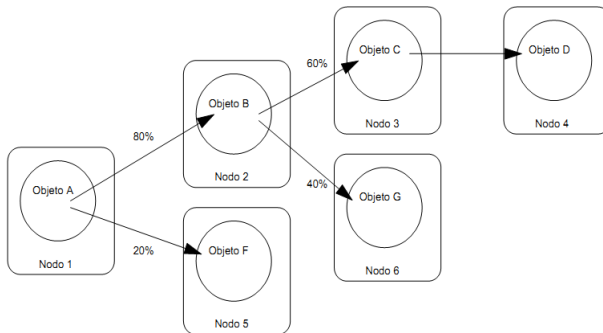 Objeto A
Nodo 1
80%
20%
Objeto B
Nodo 2
Objeto F
Nodo 5
60%
40%
Objeto C
Nodo 3
Objeto G
Nodo 6
Objeto D
Nodo 4